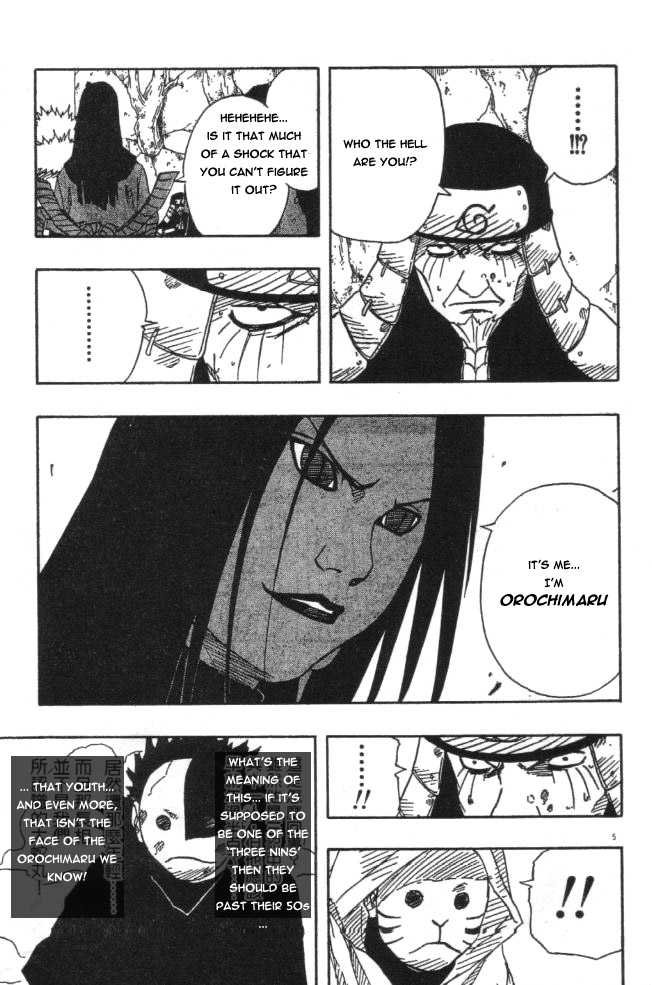 ......!!?
WHO THE HELL
ARE YOU!?
HEHEHEHE...
IS IT THAT MUCH
OF A SHOCK THAT
YOU CAN'T FIGURE
IT OUT?
........
IT'S ME...
I'M
OROCHIMARU
.....!!
5
!!
WHAT'S THE
MEANING OF
THIS... IF IT'S
SUPPOSED TO
BE ONE OF THE
'THREE NINS'
THEN THEY
SHOULD BE
PAST THEIR 50S
...
... THAT YOUTH...
AND EVEN MORE,
THAT ISN'T THE
FACE OF THE
OROCHIMARU WE
KNOW!